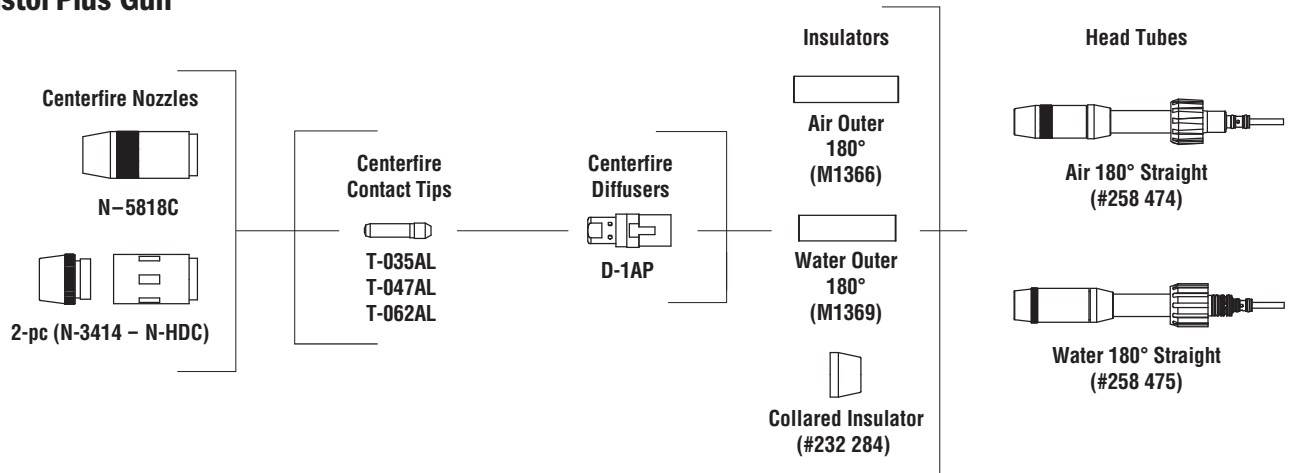 Plus Gun
Centerfire Nozzles
N–5818C
2-pc (N-3414 – N-HDC)
Centerfire
Contact Tips
T-035AL
T-047AL
T-062AL
Centerfire
Diffusers
D-1AP
Insulators
Air Outer
180°
(M1366)
Water Outer
180°
(M1369)
Collared Insulator
(#232 284)
Head Tubes
Air 180° Straight
(#258 474)
Water 180° Straight
(#258 475)